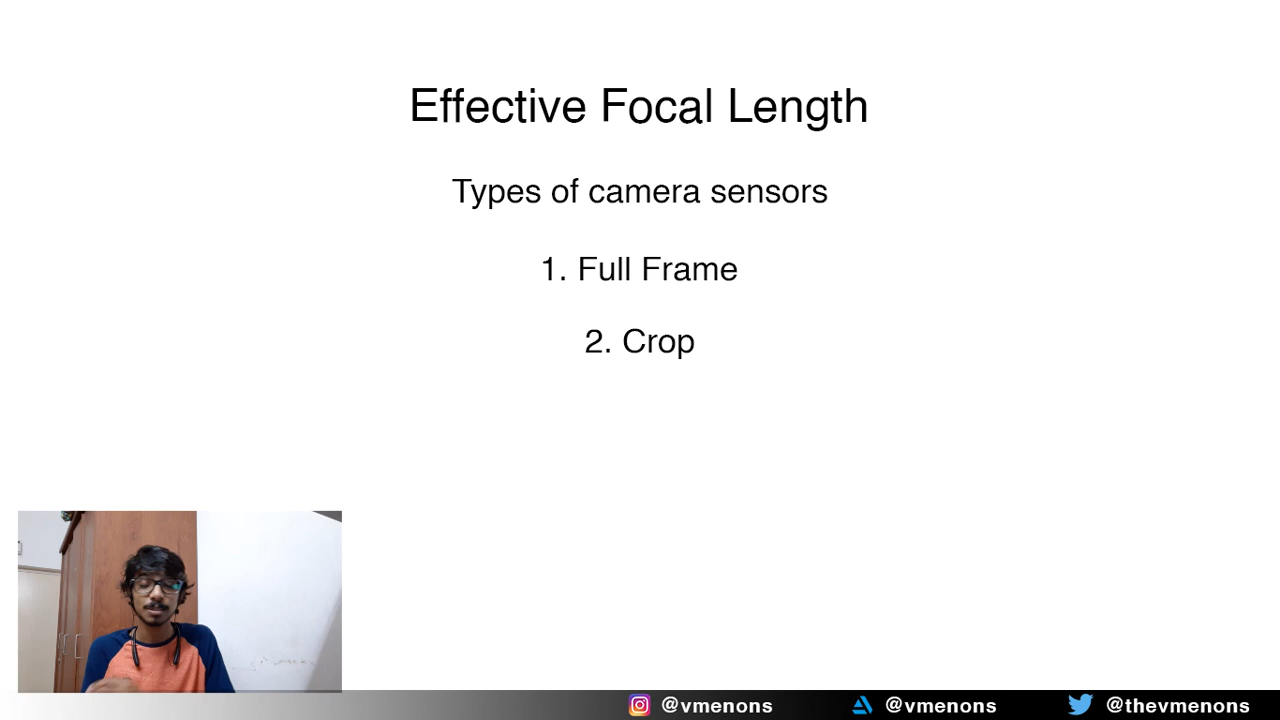 Effective Focal Length
Types of camera sensors
1. Full Frame
2. Crop
@vmenons @vmenons @thevmenons